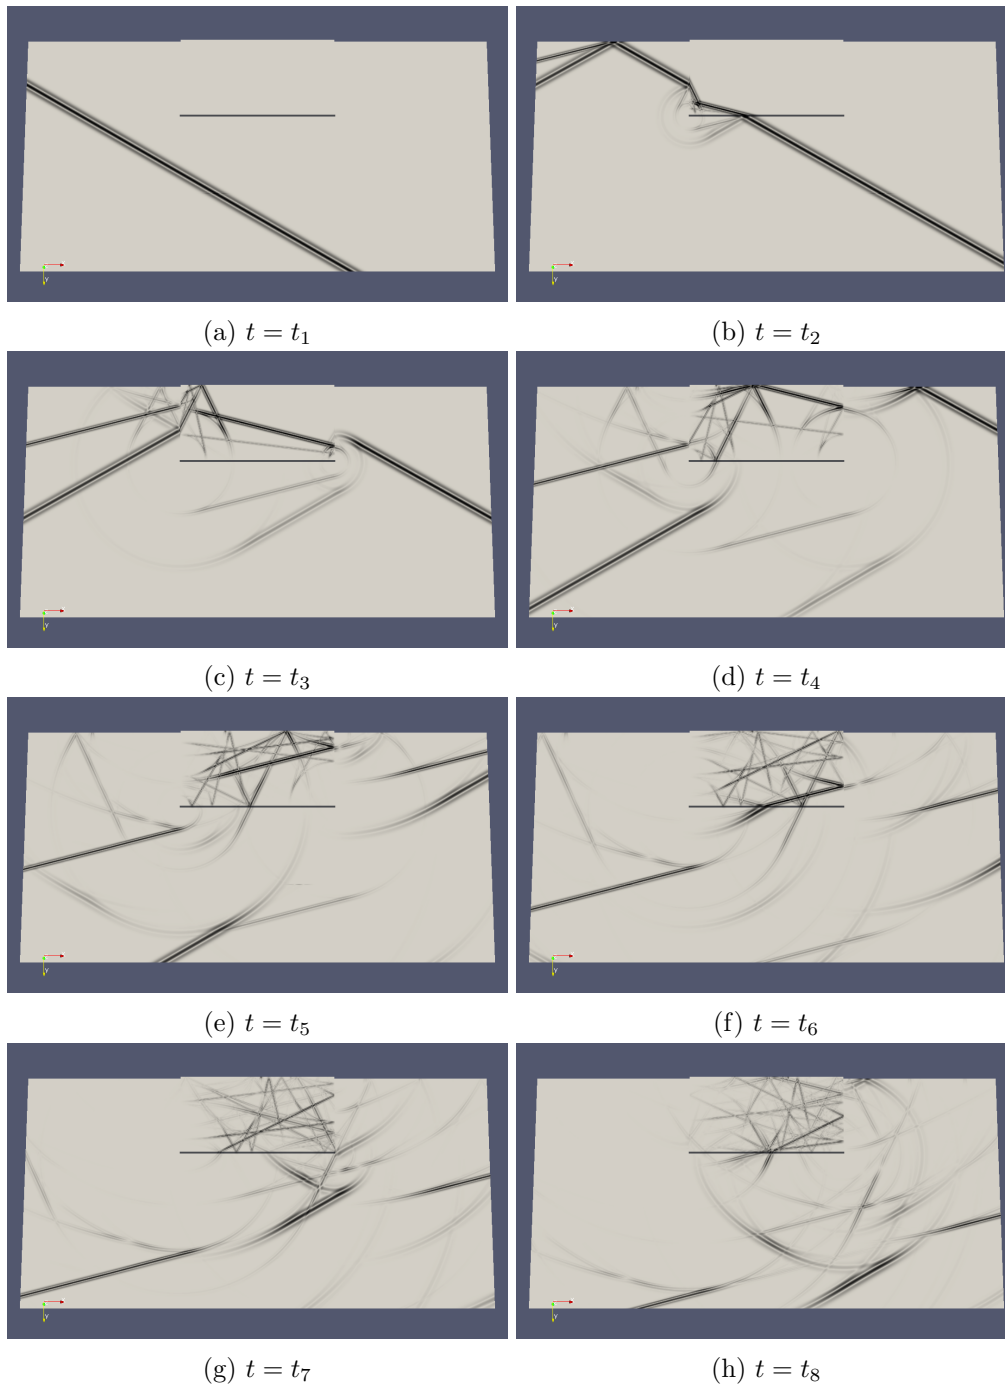 (a) t = t₁
(b) t = t₂
(c) t = t₃
(d) t = t₄
(e) t = t₅
(f) t = t₆
(g) t = t₇
(h) t = t₈